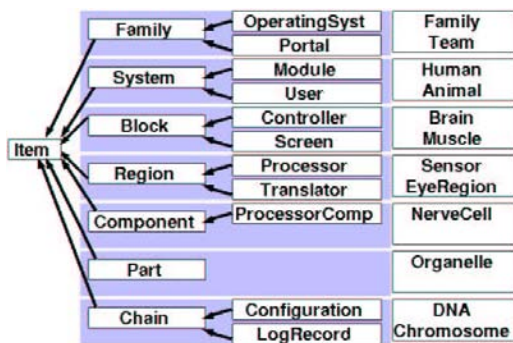 Family
OperatingSyst
Portal
Family
Team
System
Module
User
Human
Animal
Block
Controller
Screen
Brain
Muscle
Item
Region
Processor
Translator
Sensor
EyeRegion
Component
ProcessorComp
NerveCell
Part
Organelle
Chain
Configuration
LogRecord
DNA
Chromosome